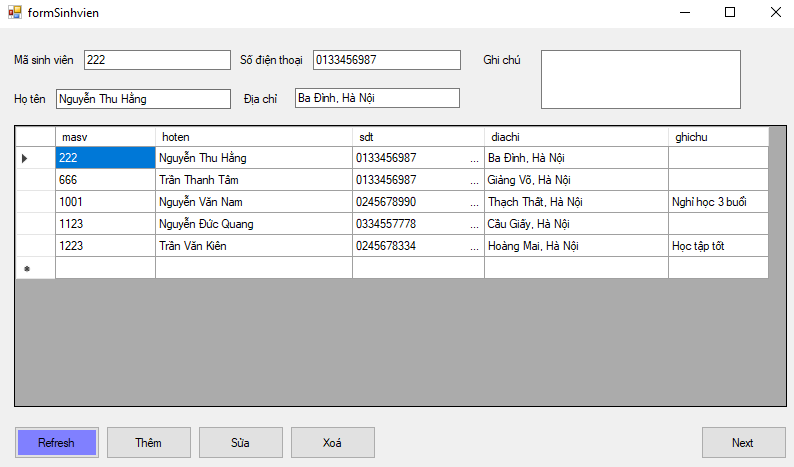 formSinhvien
Mã sinh viên 222 Số điện thoại 0133456987 Ghi chú
Họ tên Nguyễn Thu Hằng Địa chỉ Ba Đình, Hà Nội
masv hoten sdt diachi ghichu
222 Nguyễn Thu Hằng 0133456987 ... Ba Đình, Hà Nội
666 Trần Thanh Tâm 0133456987 ... Giảng Võ, Hà Nội
1001 Nguyễn Văn Nam 0245678990 ... Thạch Thất, Hà Nội Nghỉ học 3 buổi
1123 Nguyễn Đức Quang 0334557778 ... Cầu Giấy, Hà Nội
1223 Trần Văn Kiên 0245678334 ... Hoàng Mai, Hà Nội Học tập tốt
Refresh Thêm Sửa Xoá Next